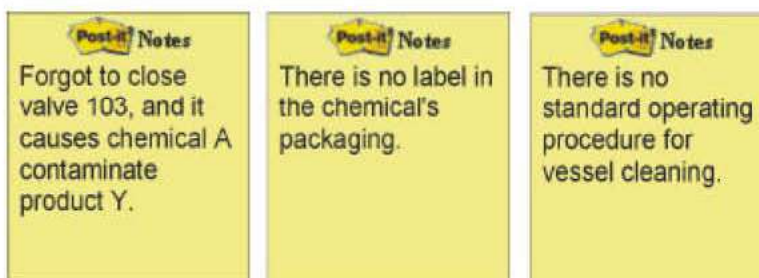 Post-it Notes
Forgot to close
valve 103, and it
causes chemical A
contaminate
product Y.
Post-it Notes
There is no label in
the chemical's
packaging.
Post-it Notes
There is no
standard operating
procedure for
vessel cleaning.